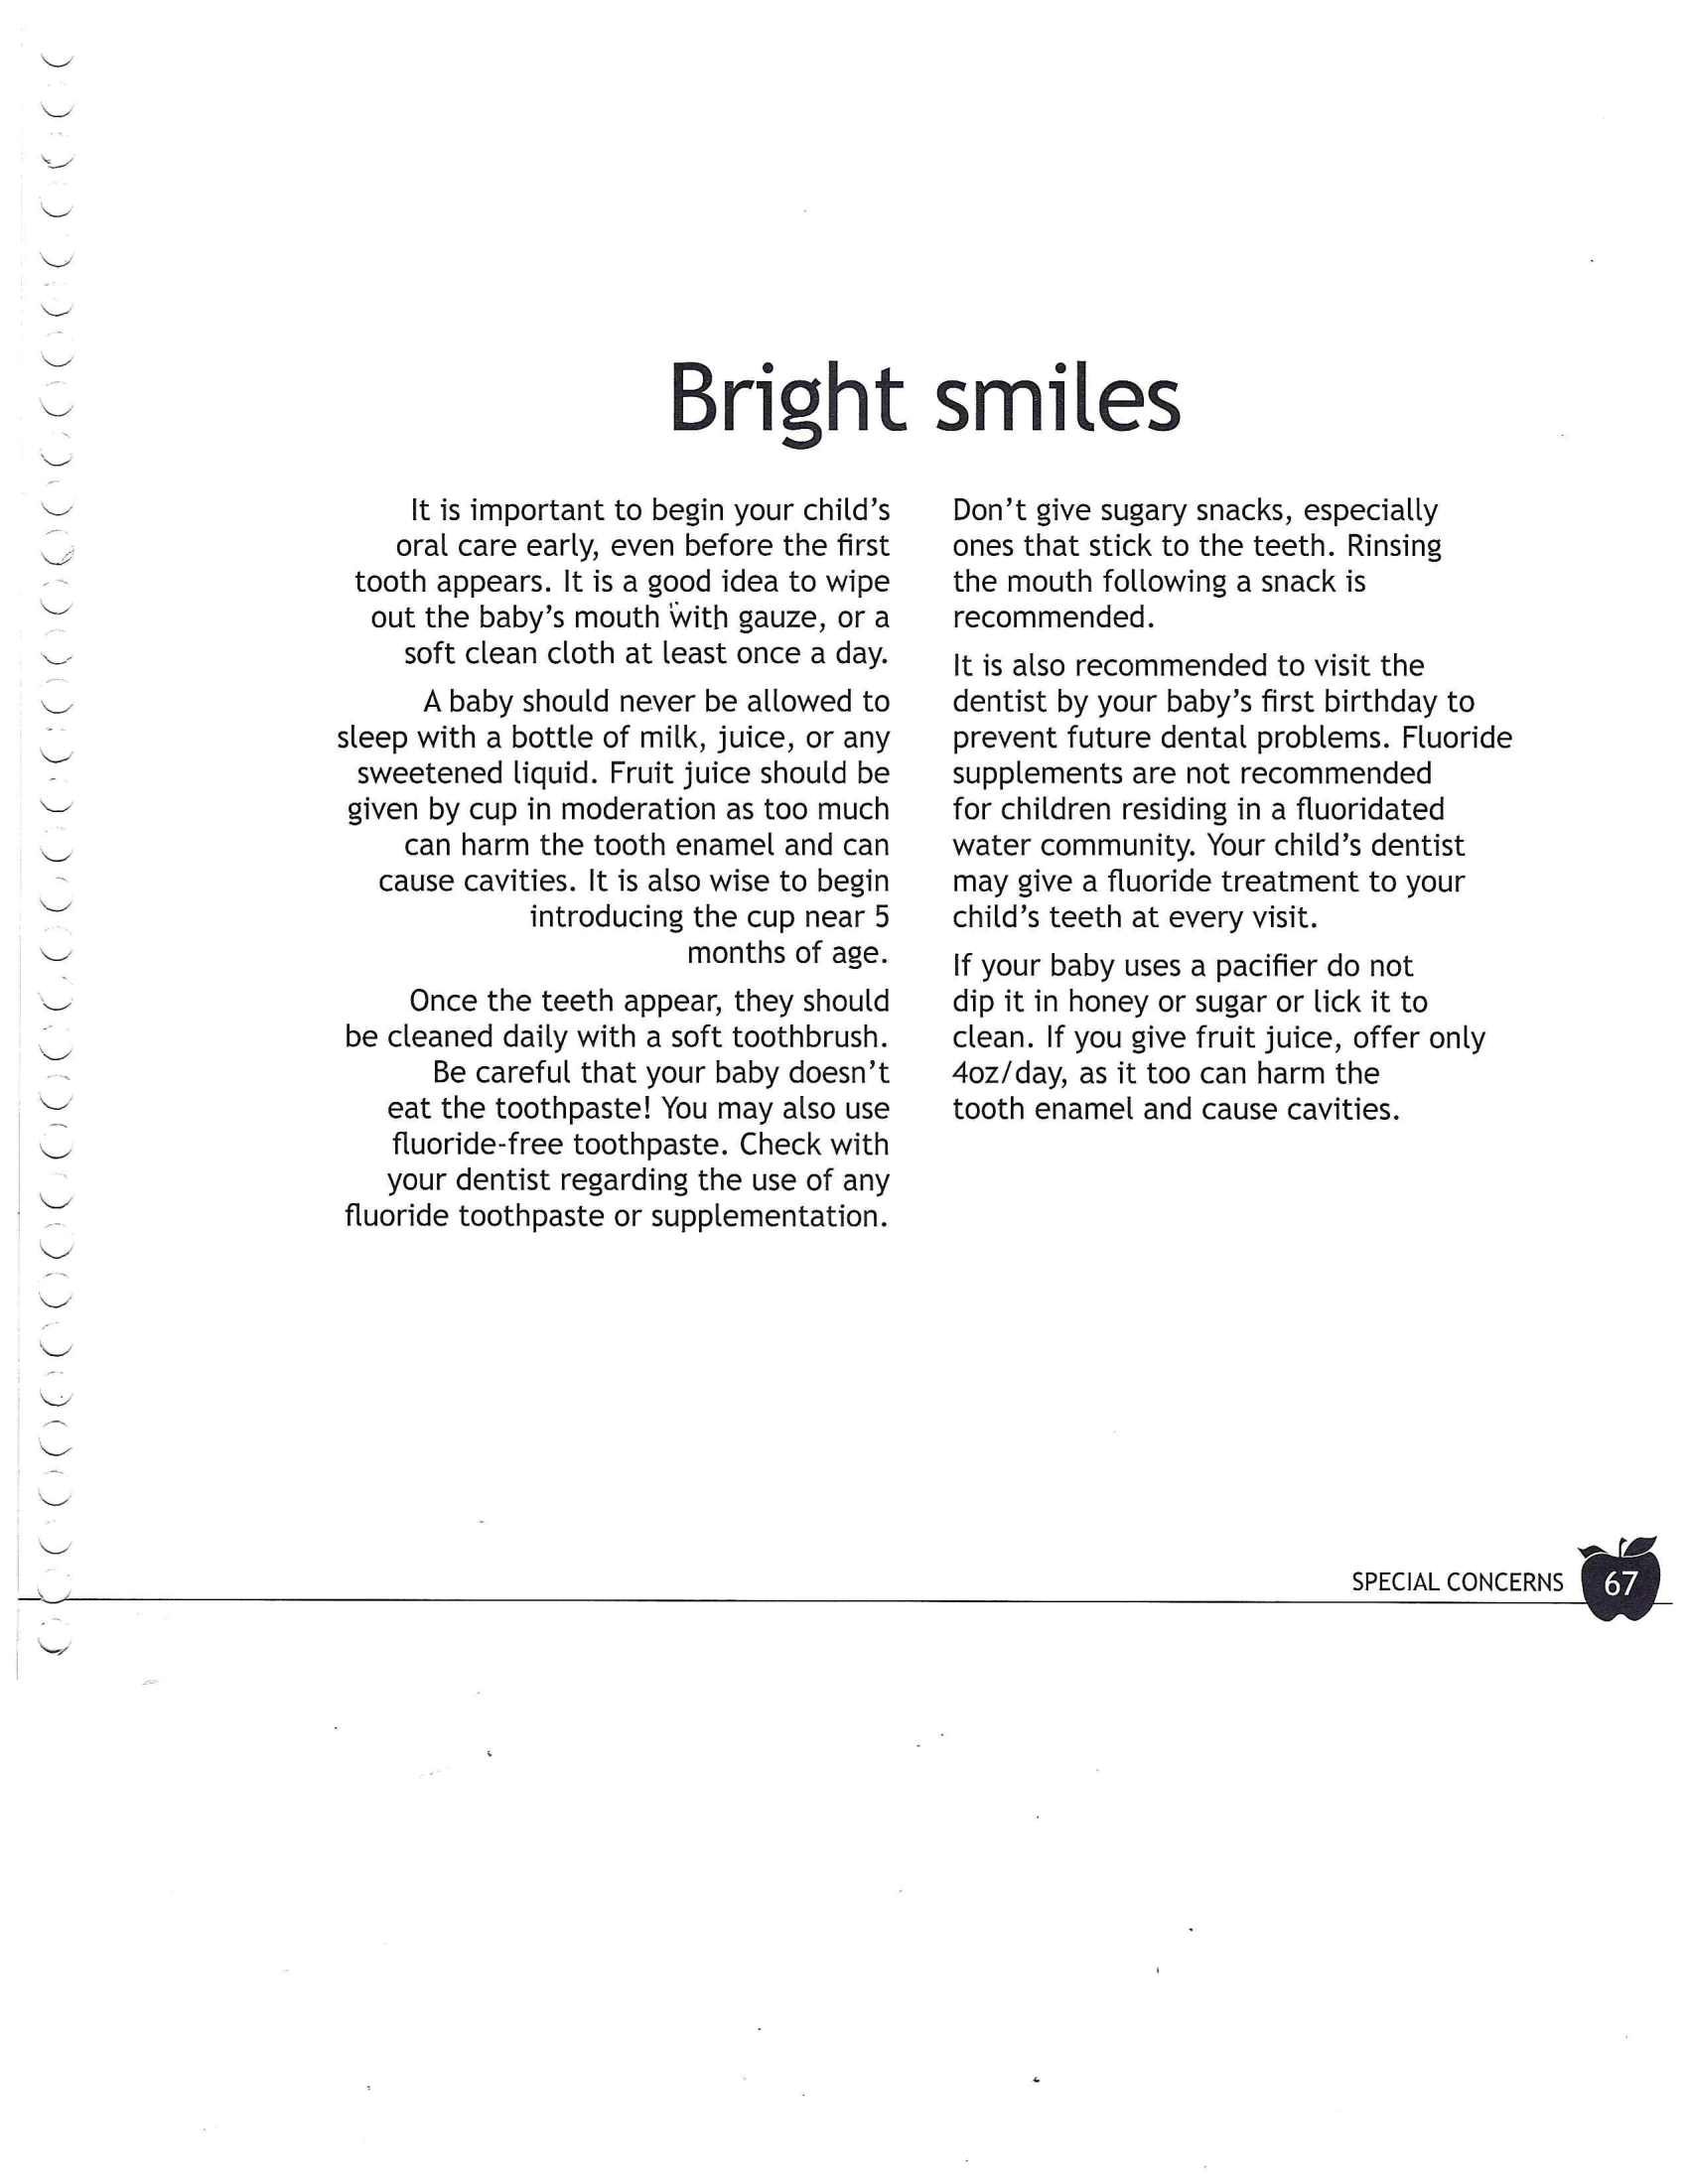 Bright smiles
It is important to begin your child's
oral care early, even before the first
tooth appears. It is a good idea to wipe
out the baby's mouth with gauze, or a
soft clean cloth at least once a day.
A baby should never be allowed to
sleep with a bottle of milk, juice, or any
sweetened liquid. Fruit juice should be
given by cup in moderation as too much
can harm the tooth enamel and can
cause cavities. It is also wise to begin
introducing the cup near 5
months of age.
Once the teeth appear, they should
be cleaned daily with a soft toothbrush.
Be careful that your baby doesn't
eat the toothpaste! You may also use
fluoride-free toothpaste. Check with
your dentist regarding the use of any
fluoride toothpaste or supplementation.
Don't give sugary snacks, especially
ones that stick to the teeth. Rinsing
the mouth following a snack is
recommended.
It is also recommended to visit the
dentist by your baby's first birthday to
prevent future dental problems. Fluoride
supplements are not recommended
for children residing in a fluoridated
water community. Your child's dentist
may give a fluoride treatment to your
child's teeth at every visit.
If your baby uses a pacifier do not
dip it in honey or sugar or lick it to
clean. If you give fruit juice, offer only
4oz/day, as it too can harm the
tooth enamel and cause cavities.
SPECIAL CONCERNS 67